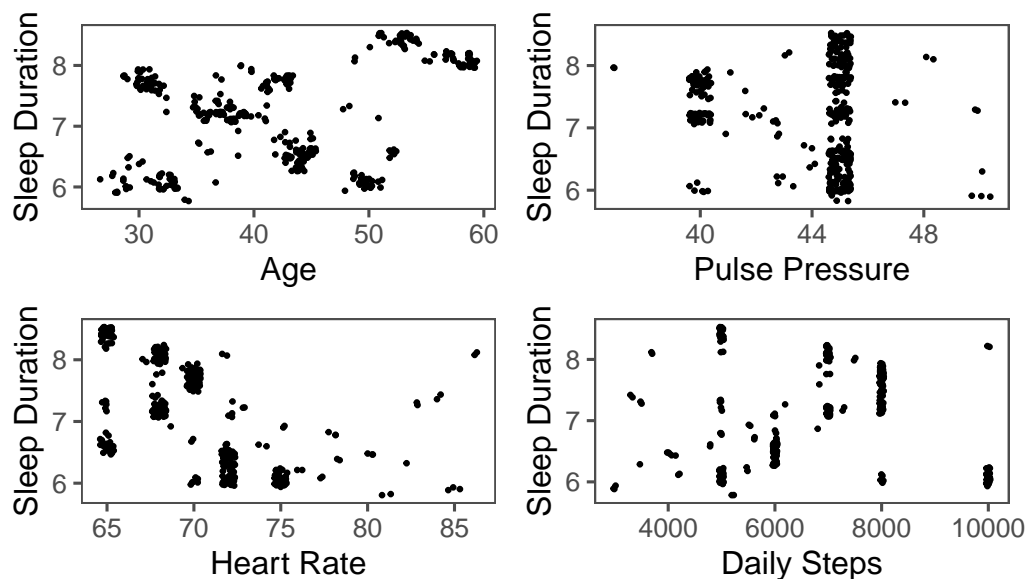 Sleep Duration
8
7
6
30 40 50 60
Age
Sleep Duration
8
7
6
40 44 48
Pulse Pressure
Sleep Duration
8
7
6
65 70 75 80 85
Heart Rate
Sleep Duration
8
7
6
4000 6000 8000 10000
Daily Steps